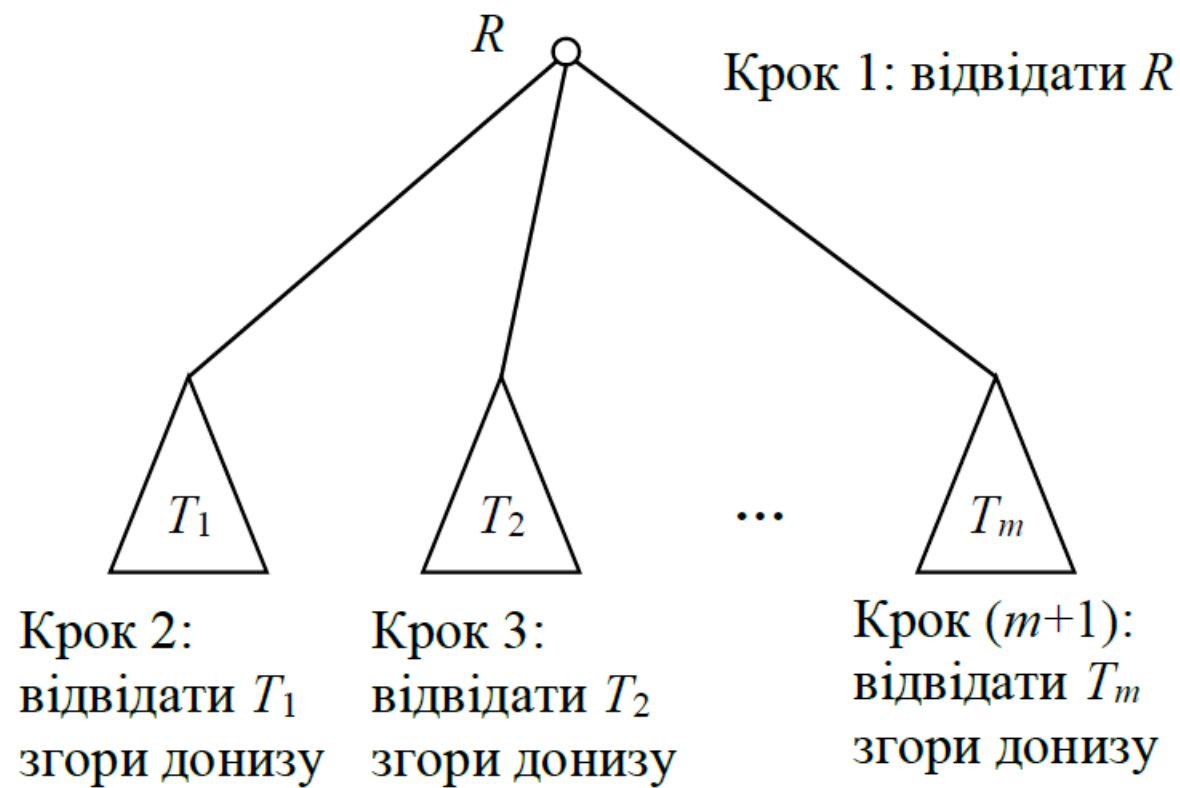 R
Крок 1: відвідати R
T1
T2
...
Tm
Крок 2:
відвідати T1
згори донизу
Крок 3:
відвідати T2
згори донизу
Крок (m+1):
відвідати Tm
згори донизу